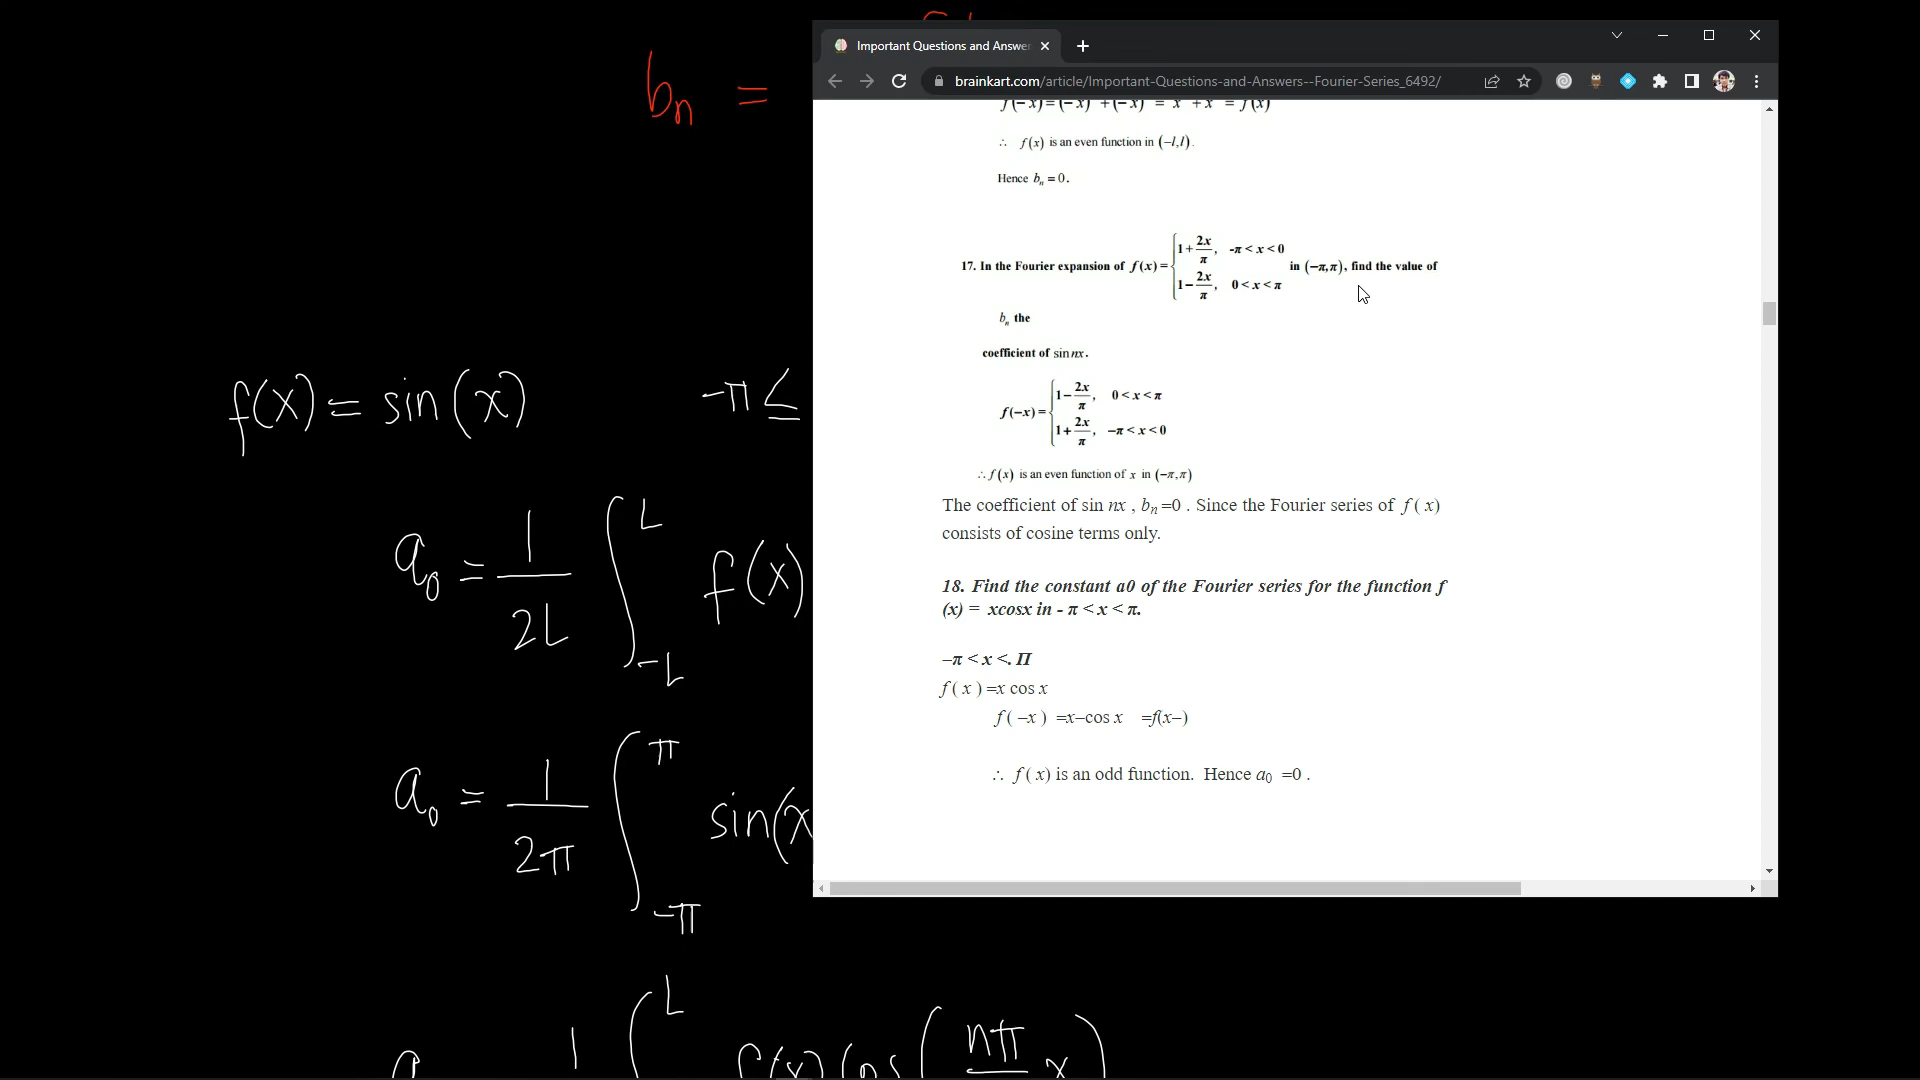 bn =
f(x) = sin(x) -π ≤
a0 = 1/2L ∫ L -L f(x)
a0 = 1/2π ∫ π -π sin(x
1 ∫ L f(x) cos( nπ x )
Important Questions and Answer
brainkart.com/article/Important-Questions-and-Answers--Fourier-Series_6492/
∴ f(x) is an even function in (−l,l).
Hence bn = 0.
17. In the Fourier expansion of f(x) = { 1 + 2x/π, -π < x < 0
1 − 2x/π, 0 < x < π in (−π,π), find the value of
bn the
coefficient of sin nx.
f(−x) = { 1 − 2x/π, 0 < x < π
1 + 2x/π, −π < x < 0
∴ f(x) is an even function of x in (−π,π)
The coefficient of sin nx , bn =0 . Since the Fourier series of f ( x)
consists of cosine terms only.
18. Find the constant a0 of the Fourier series for the function f
(x) = xcosx in - π < x < π.
−π < x <. Π
f ( x ) =x cos x
f ( −x ) =x−cos x =f(x−)
∴ f ( x) is an odd function. Hence a0 =0 .